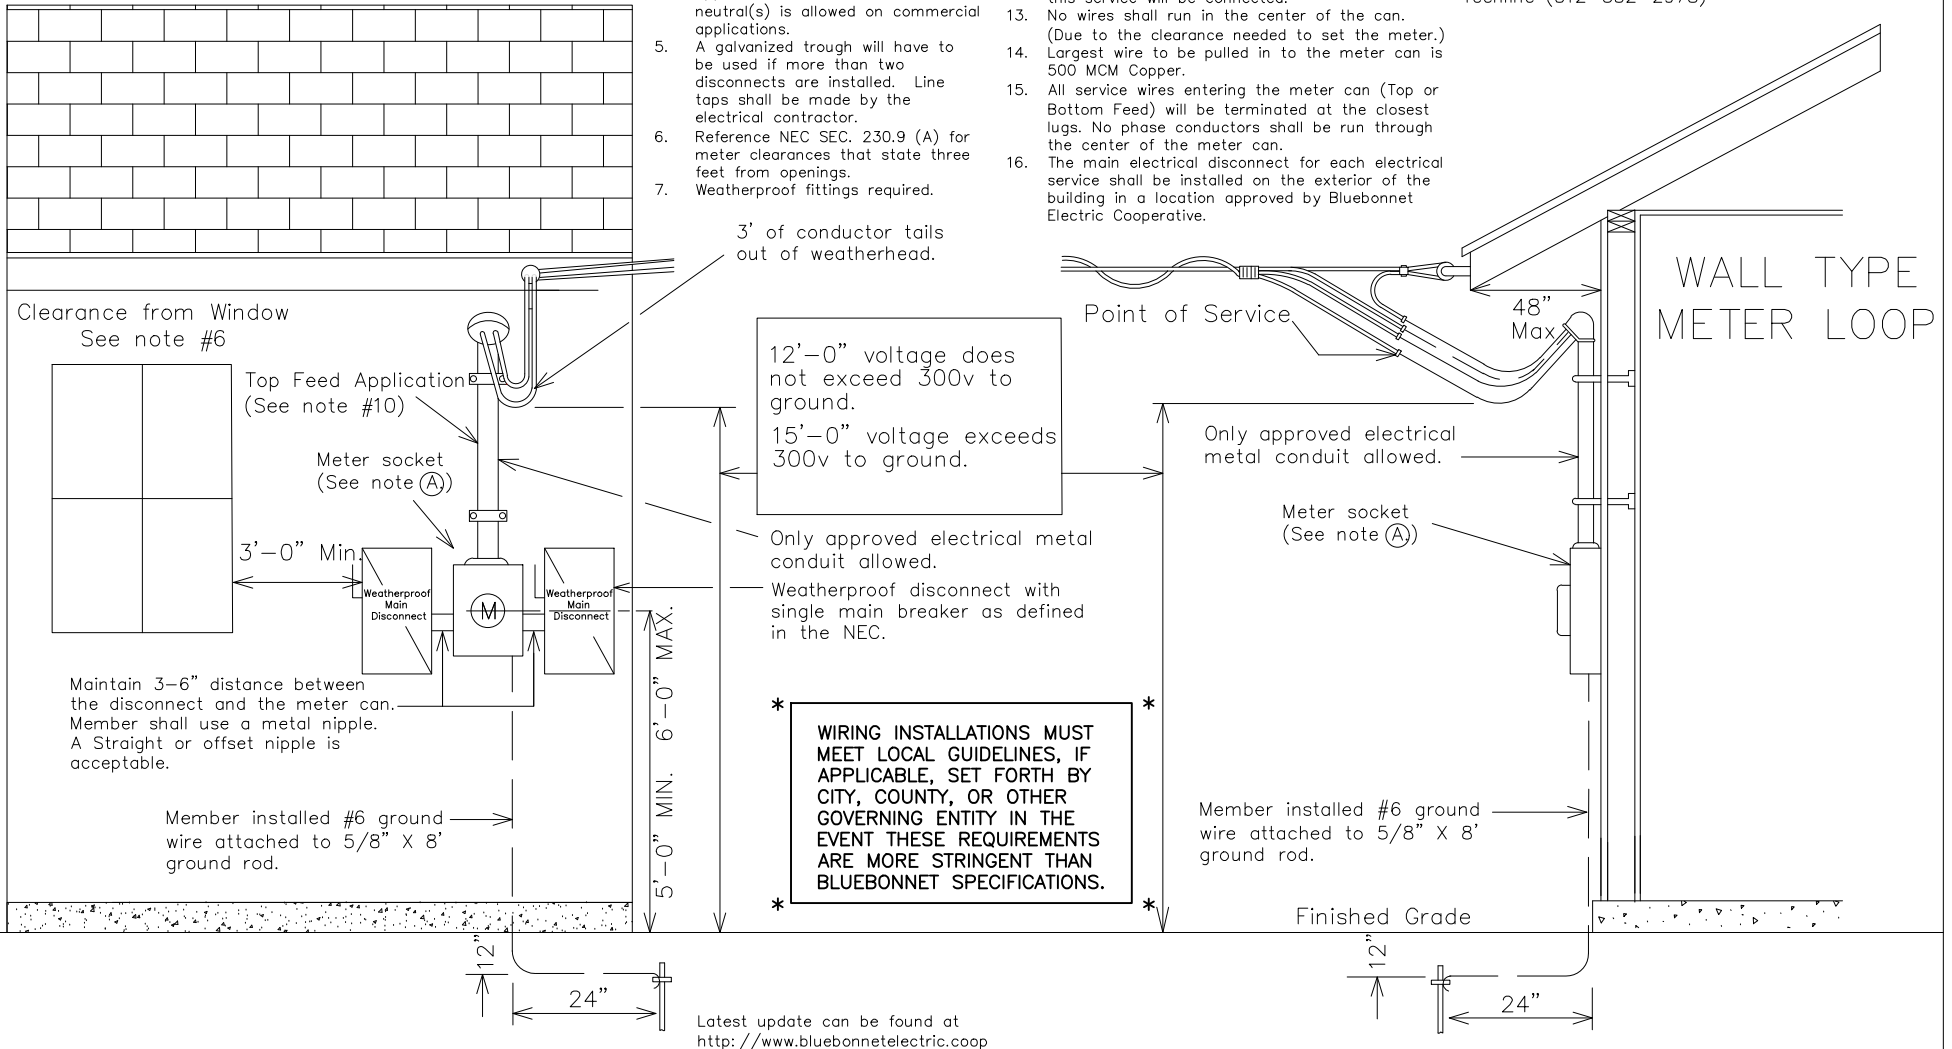 neutral(s) is allowed on commercial
applications.
5. A galvanized trough will have to
be used if more than two
disconnects are installed. Line
taps shall be made by the
electrical contractor.
6. Reference NEC SEC. 230.9 (A) for
meter clearances that state three
feet from openings.
7. Weatherproof fittings required.
this service will be connected.
13. No wires shall run in the center of the can.
(Due to the clearance needed to set the meter.)
14. Largest wire to be pulled in to the meter can is
500 MCM Copper.
15. All service wires entering the meter can (Top or
Bottom Feed) will be terminated at the closest
lugs. No phase conductors shall be run through
the center of the meter can.
16. The main electrical disconnect for each electrical
service shall be installed on the exterior of the
building in a location approved by Bluebonnet
Electric Cooperative.
3' of conductor tails
out of weatherhead.
Clearance from Window
See note #6
Top Feed Application
(See note #10)
Meter socket
(See note A.)
3'-0" Min.
Weatherproof
Main
Disconnect
M
Weatherproof
Main
Disconnect
Maintain 3-6" distance between
the disconnect and the meter can.
Member shall use a metal nipple.
A Straight or offset nipple is
acceptable.
Member installed #6 ground
wire attached to 5/8" X 8'
ground rod.
5'-0" MIN. 6'-0" MAX.
12"
24"
12'-0" voltage does
not exceed 300v to
ground.
15'-0" voltage exceeds
300v to ground.
Only approved electrical metal
conduit allowed.
Weatherproof disconnect with
single main breaker as defined
in the NEC.
* *
WIRING INSTALLATIONS MUST
MEET LOCAL GUIDELINES, IF
APPLICABLE, SET FORTH BY
CITY, COUNTY, OR OTHER
GOVERNING ENTITY IN THE
EVENT THESE REQUIREMENTS
ARE MORE STRINGENT THAN
BLUEBONNET SPECIFICATIONS.
* *
Point of Service
48"
Max
WALL TYPE
METER LOOP
Only approved electrical
metal conduit allowed.
Meter socket
(See note A.)
Member installed #6 ground
wire attached to 5/8" X 8'
ground rod.
Finished Grade
12"
24"
Latest update can be found at
http://www.bluebonnetelectric.coop